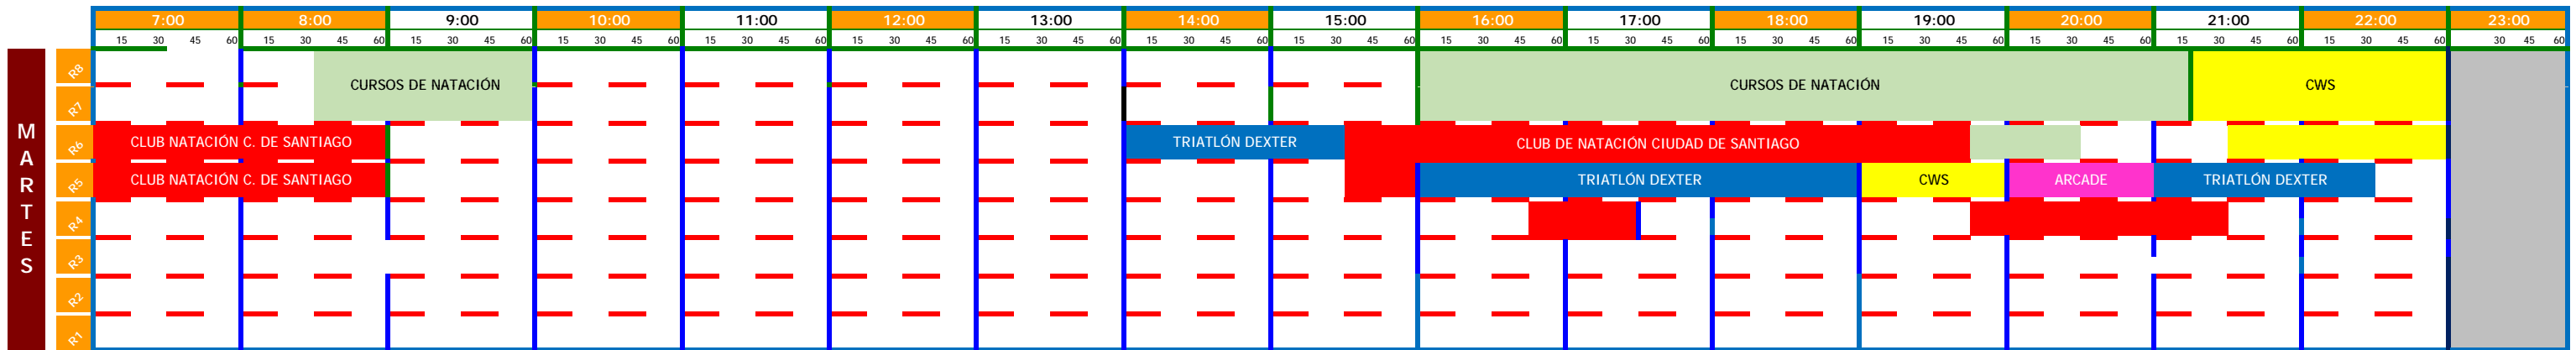 7:00 8:00 9:00 10:00 11:00 12:00 13:00 14:00 15:00 16:00 17:00 18:00 19:00 20:00 21:00 22:00 23:00
15 30 45 60 15 30 45 60 15 30 45 60 15 30 45 60 15 30 45 60 15 30 45 60 15 30 45 60 15 30 45 60 15 30 45 60 15 30 45 60 15 30 45 60 15 30 45 60 15 30 45 60 15 30 45 60 15 30 45 60 15 30 45 60 30 45 60
MARTES
R8
CURSOS DE NATACIÓN CURSOS DE NATACIÓN CWS
R7
R6 CLUB NATACIÓN C. DE SANTIAGO TRIATLÓN DEXTER CLUB DE NATACIÓN CIUDAD DE SANTIAGO
R5 CLUB NATACIÓN C. DE SANTIAGO TRIATLÓN DEXTER CWS ARCADE TRIATLÓN DEXTER
R4
R3
R2
R1